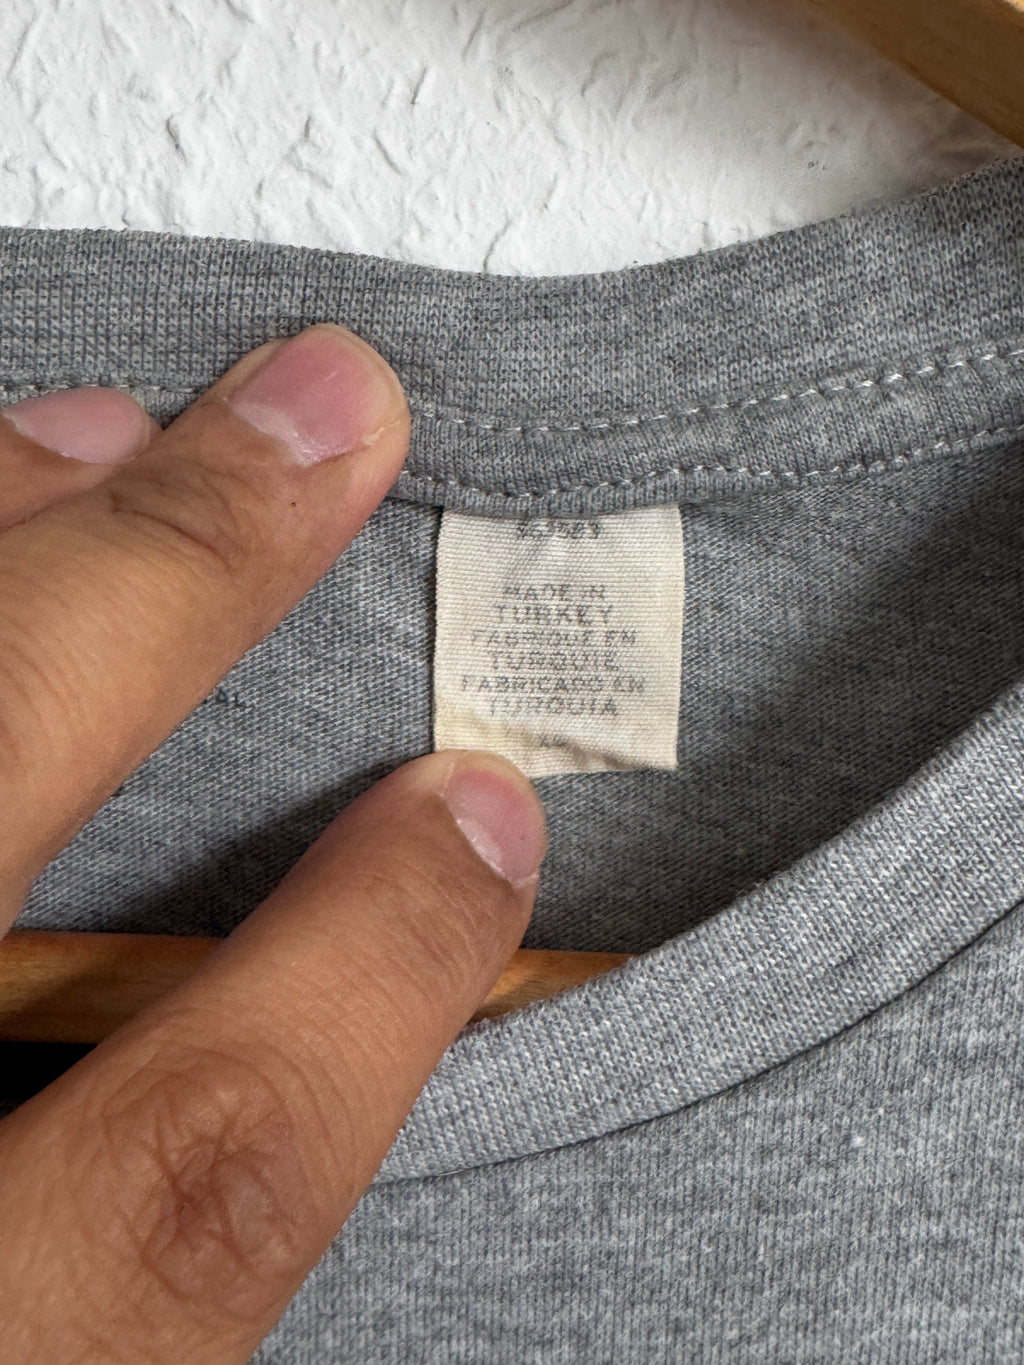 MADE IN
TURKEY
FABRIQUE EN
TURQUIE
FABRICADO EN
TURQUIA